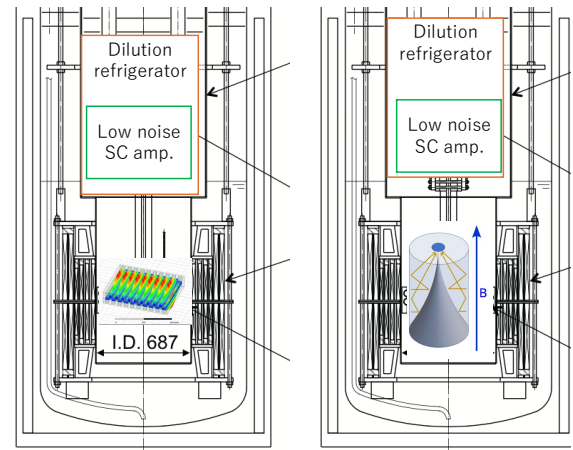 Dilution
refrigerator
Low noise
SC amp.
I.D. 687
Dilution
refrigerator
Low noise
SC amp.
B